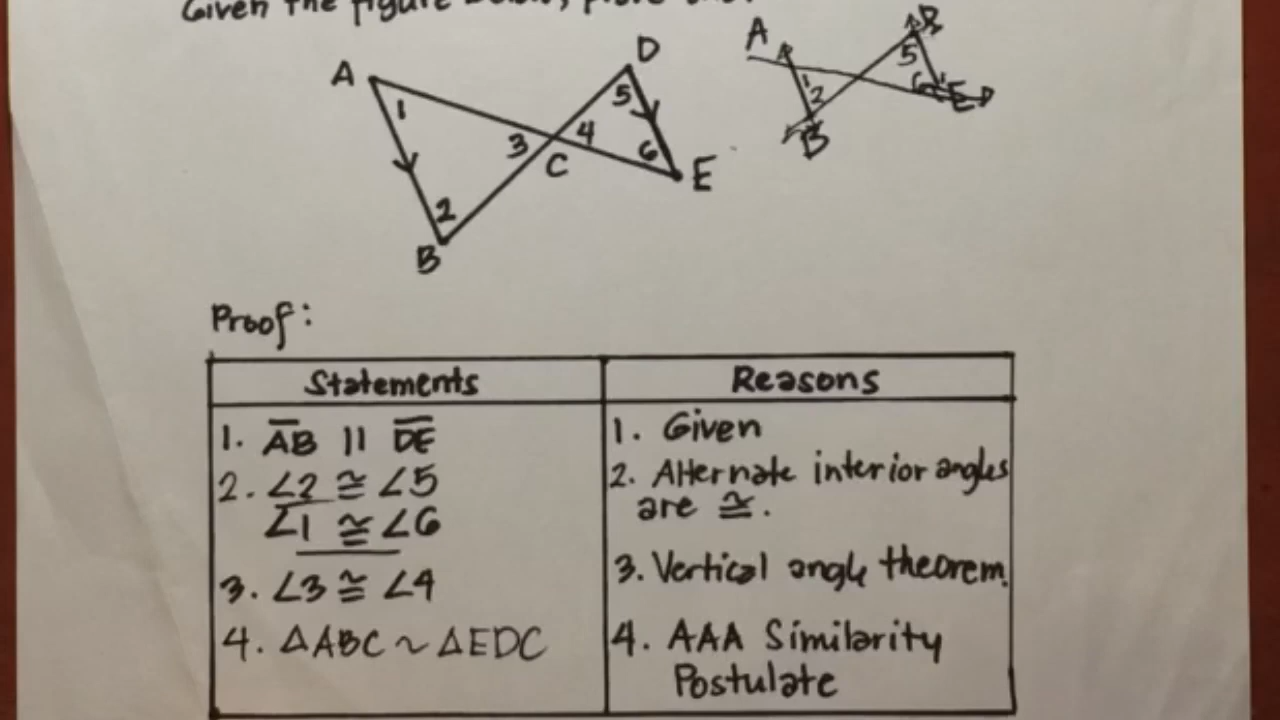 Given the figure below, prove that
A
D
1
5
3
4
C
6
E
2
B
A
B
5
1
2
6
E
B
Proof:
Statements
Reasons
1. AB || DE
1. Given
2. ∠2 ≅ ∠5
2. Alternate interior angles
∠1 ≅ ∠6
are ≅.
3. ∠3 ≅ ∠4
3. Vertical angle theorem.
4. △ABC ~ △EDC
4. AAA Similarity
Postulate